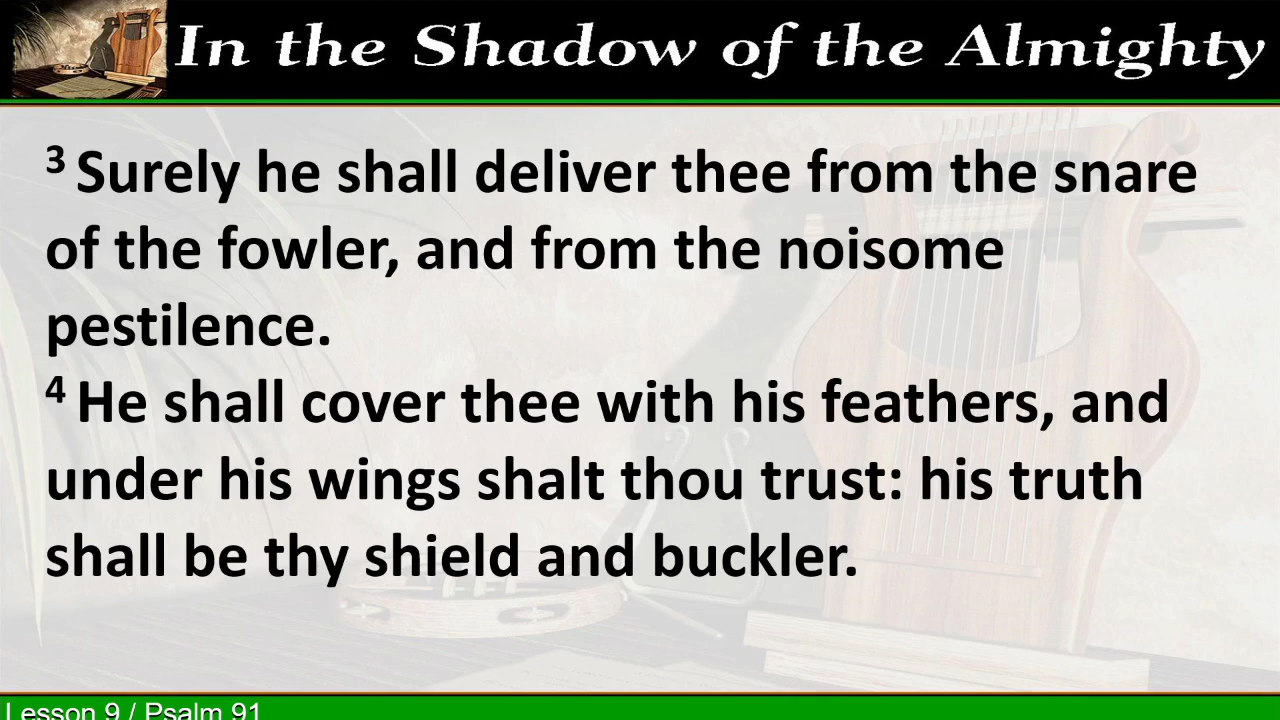 In the Shadow of the Almighty
3 Surely he shall deliver thee from the snare
of the fowler, and from the noisome
pestilence.
4 He shall cover thee with his feathers, and
under his wings shalt thou trust: his truth
shall be thy shield and buckler.
Lesson 9 / Psalm 91